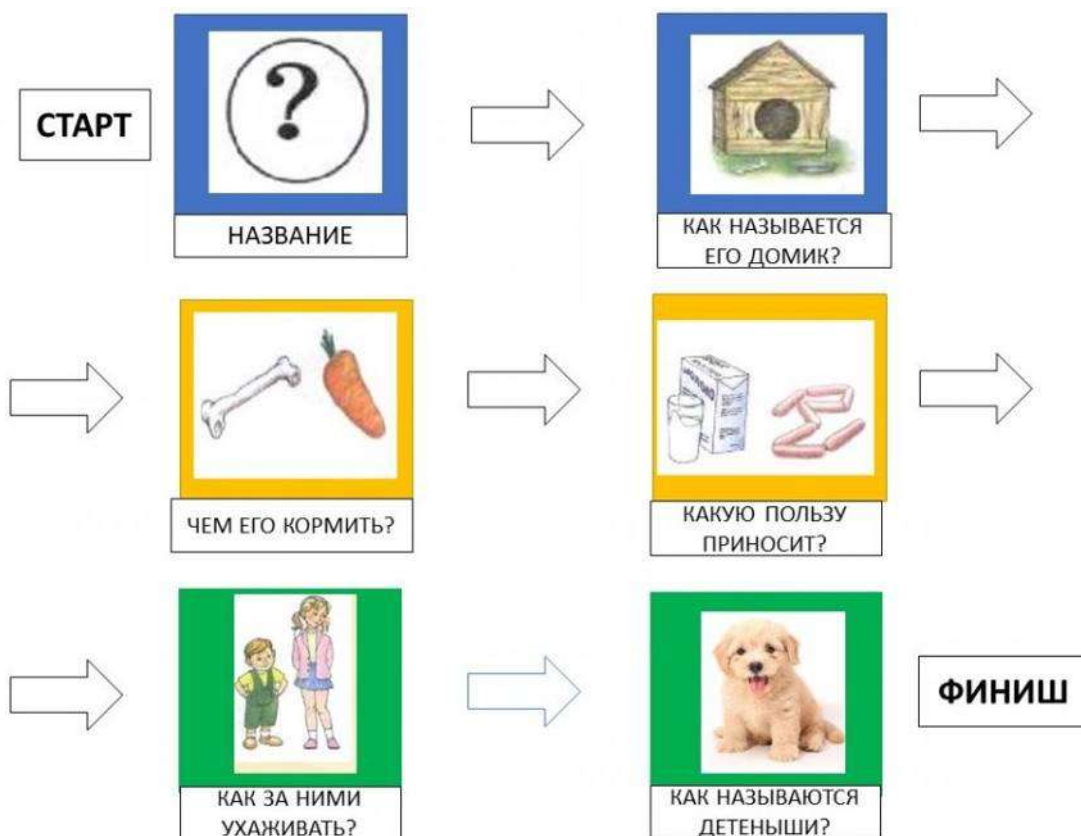 СТАРТ
?
НАЗВАНИЕ
КАК НАЗЫВАЕТСЯ
ЕГО ДОМИК?
ЧЕМ ЕГО КОРМИТЬ?
КАКУЮ ПОЛЬЗУ
ПРИНОСИТ?
КАК ЗА НИМИ
УХАЖИВАТЬ?
КАК НАЗЫВАЮТСЯ
ДЕТЕНЫШИ?
ФИНИШ